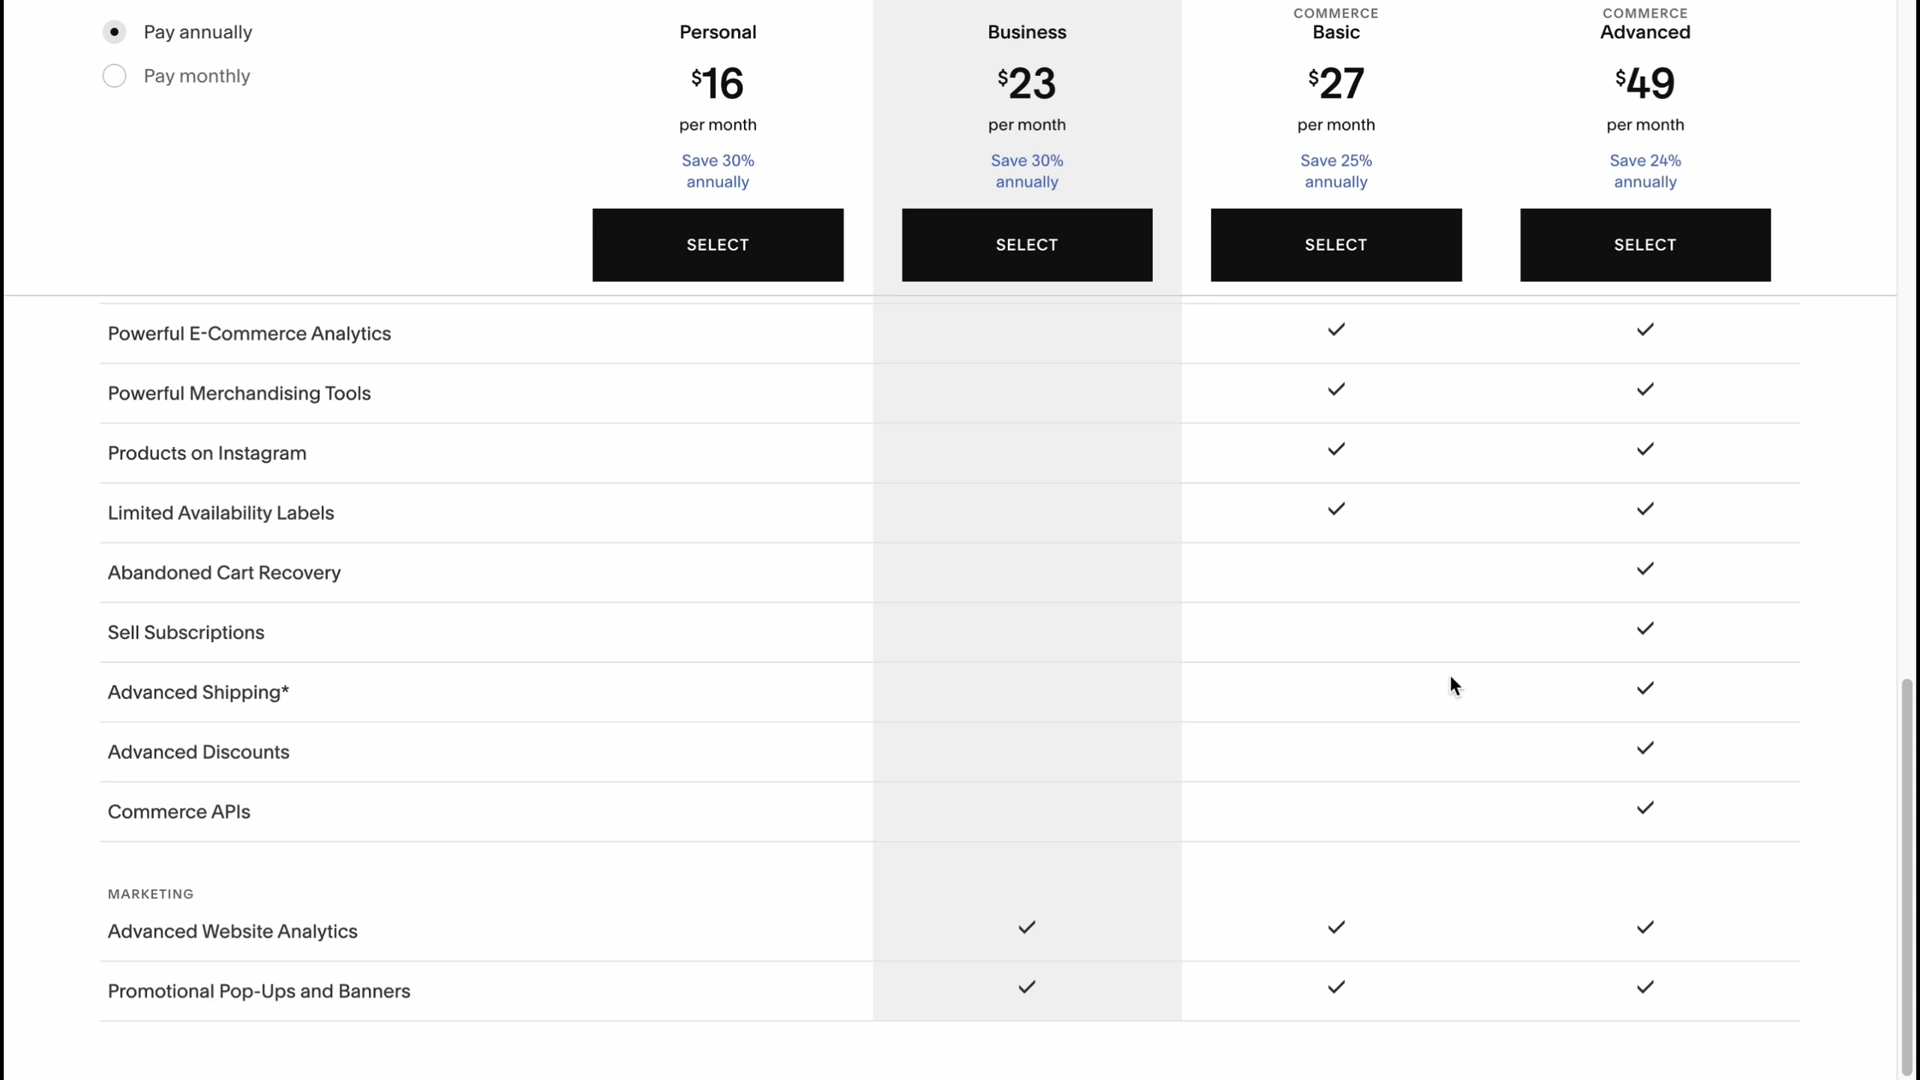 Pay annually
Pay monthly
Personal
$16
per month
Save 30%
annually
SELECT
Business
$23
per month
Save 30%
annually
SELECT
COMMERCE
Basic
$27
per month
Save 25%
annually
SELECT
COMMERCE
Advanced
$49
per month
Save 24%
annually
SELECT
Powerful E-Commerce Analytics
Powerful Merchandising Tools
Products on Instagram
Limited Availability Labels
Abandoned Cart Recovery
Sell Subscriptions
Advanced Shipping*
Advanced Discounts
Commerce APIs
MARKETING
Advanced Website Analytics
Promotional Pop-Ups and Banners